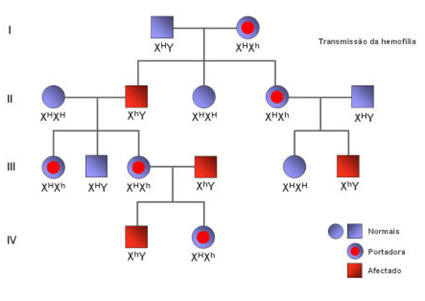 I
XᴴY
XᴴXʰ
Transmissão da hemofilia
II
XᴴXᴴ
XʰY
XᴴXᴴ
XᴴXʰ
XᴴY
III
XᴴXʰ
XᴴY
XᴴXʰ
XʰY
XᴴXᴴ
XʰY
IV
XʰY
XᴴXʰ
Normais
Portadora
Afectado